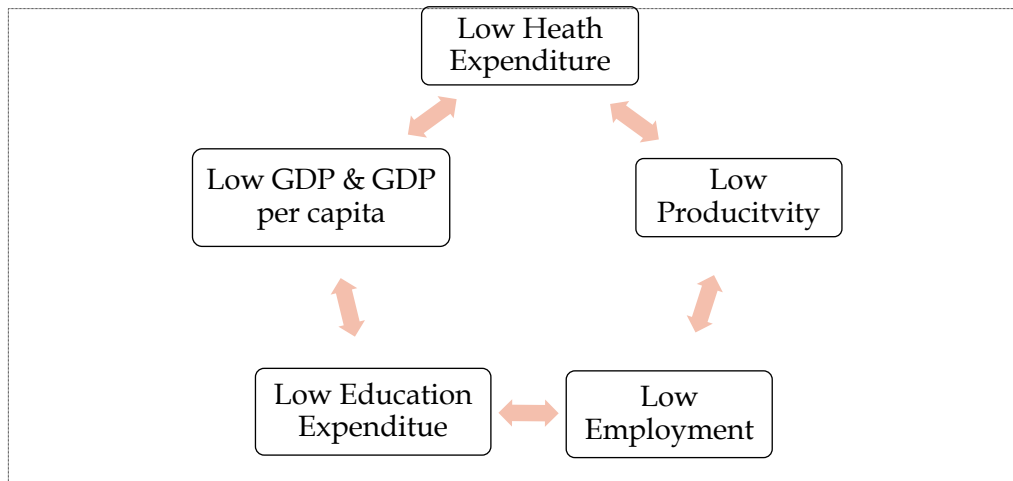 Low Heath
Expenditure
Low GDP & GDP
per capita
Low
Producitvity
Low Education
Expenditue
Low
Employment